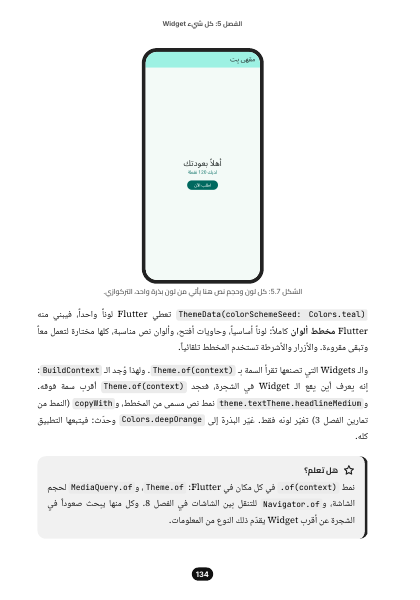 الفصل 5: كل شيء Widget
مقهى بِت
أهلاً بعودتك
لديك 120 نقطة
اطلب الآن
الشكل 5.7: كل لون وحجم نص هنا يأتي من لون بذرة واحد، التركوازي.
ThemeData(colorSchemeSeed: Colors.teal) تعطي Flutter لوناً واحداً، فيبني منه
Flutter مخطط ألوان كاملاً: لوناً أساسياً، وحاويات أفتح، وألوان نص مناسبة، كلها مختارة لتعمل معاً
وتبقى مقروءة. والأزرار والأشرطة تستخدم المخطط تلقائياً.
والـ Widgets التي تصنعها تقرأ السمة بـ Theme.of(context). ولهذا وُجد الـ BuildContext:
إنه يعرف أين يقع الـ Widget في الشجرة، فتجد Theme.of(context) أقرب سمة فوقه.
و theme.textTheme.headlineMedium نمط نص مسمى من المخطط، و copyWith (النمط من
تمارين الفصل 3) تغيّر لونه فقط. غيّر البذرة إلى Colors.deepOrange وحدّث: فيتبعها التطبيق
كله.
هل تعلم؟
نمط .of(context) في كل مكان في Flutter: Theme.of، و MediaQuery.of لحجم
الشاشة، و Navigator.of للتنقل بين الشاشات في الفصل 8. وكل منها يبحث صعوداً في
الشجرة عن أقرب Widget يقدّم ذلك النوع من المعلومات.
134